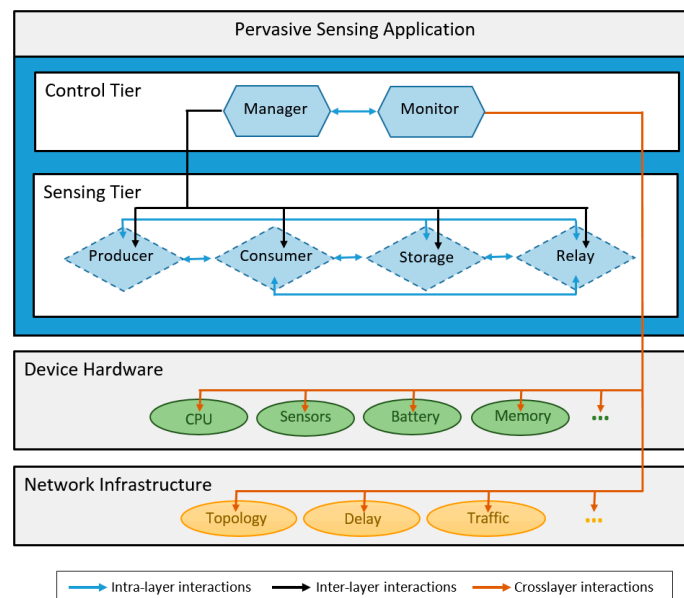 Pervasive Sensing Application
Control Tier
Manager
Monitor
Sensing Tier
Producer
Consumer
Storage
Relay
Device Hardware
CPU
Sensors
Battery
Memory
...
Network Infrastructure
Topology
Delay
Traffic
...
Intra-layer interactions
Inter-layer interactions
Crosslayer interactions